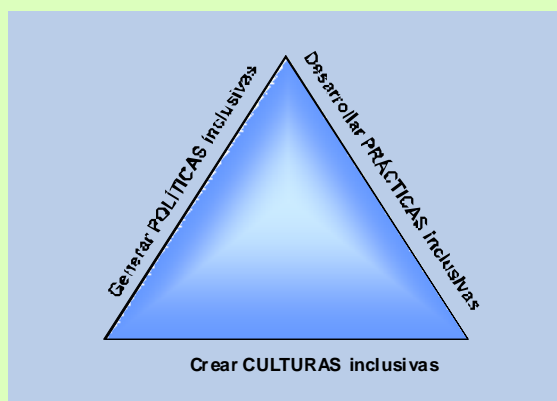 Generar POLÍTICAS inclusivas
Desarrollar PRÁCTICAS inclusivas
Crear CULTURAS inclusivas